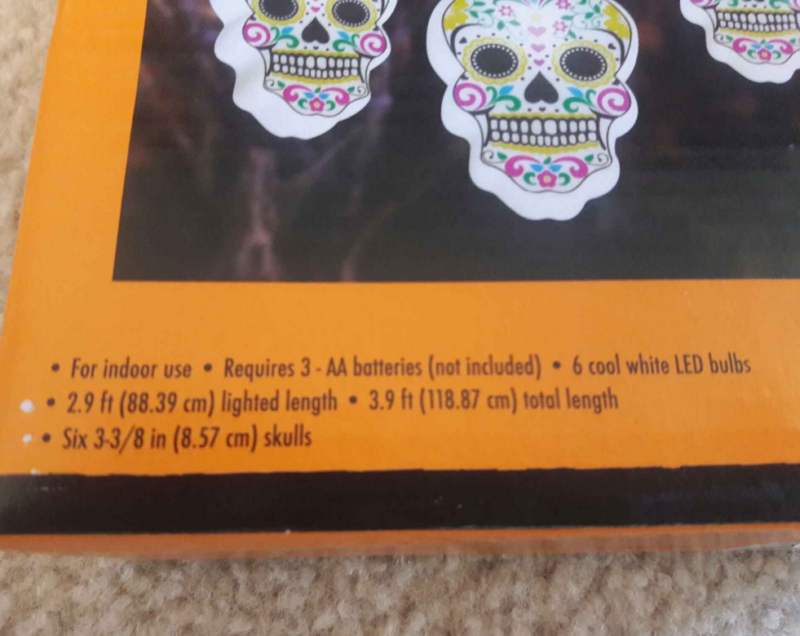 • For indoor use • Requires 3 - AA batteries (not included) • 6 cool white LED bulbs
• 2.9 ft (88.39 cm) lighted length • 3.9 ft (118.87 cm) total length
• Six 3-3/8 in (8.57 cm) skulls